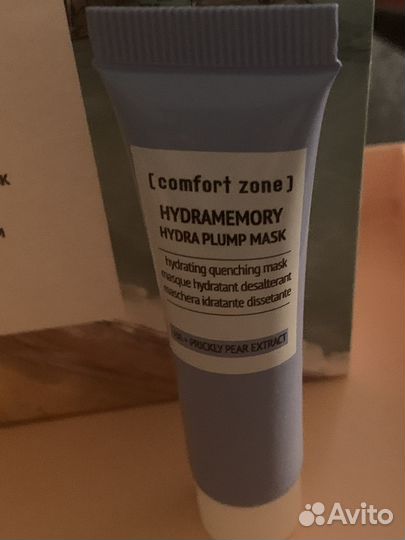 [comfort zone]
HYDRAMEMORY
HYDRA PLUMP MASK
hydrating quenching mask
masque hydratant desalterant
maschera idratante dissetante
+ PRICKLY PEAR EXTRACT
Avito